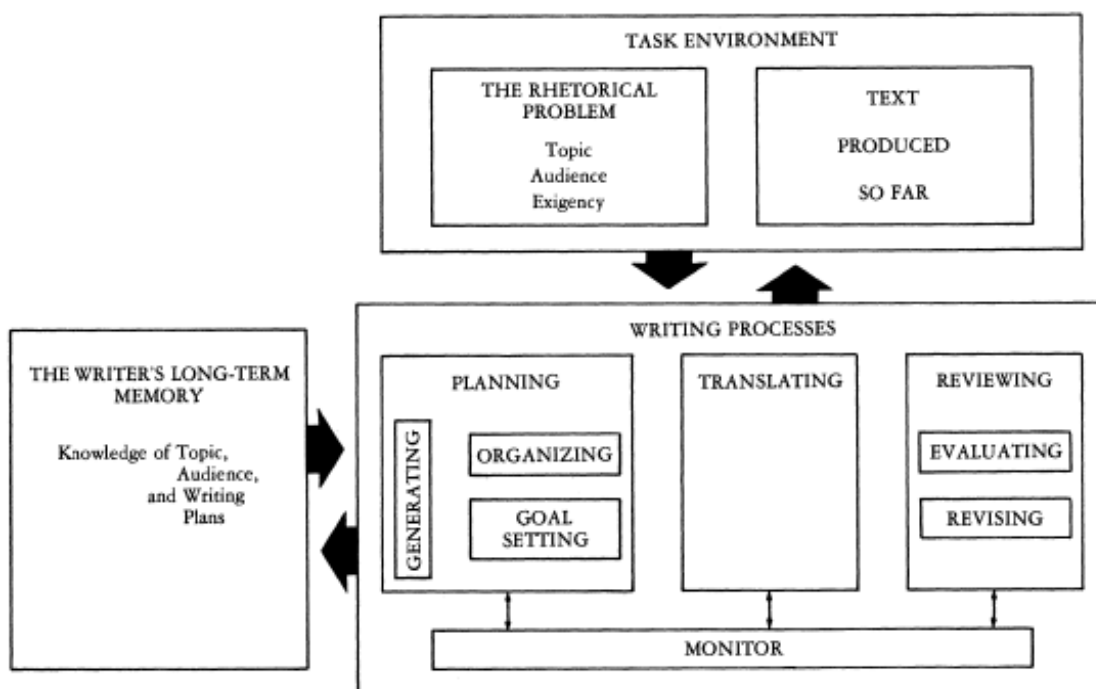 TASK ENVIRONMENT
THE RHETORICAL
PROBLEM
Topic
Audience
Exigency
TEXT
PRODUCED
SO FAR
THE WRITER'S LONG-TERM
MEMORY
Knowledge of Topic,
Audience,
and Writing
Plans
WRITING PROCESSES
PLANNING
GENERATING
ORGANIZING
GOAL
SETTING
TRANSLATING
REVIEWING
EVALUATING
REVISING
MONITOR